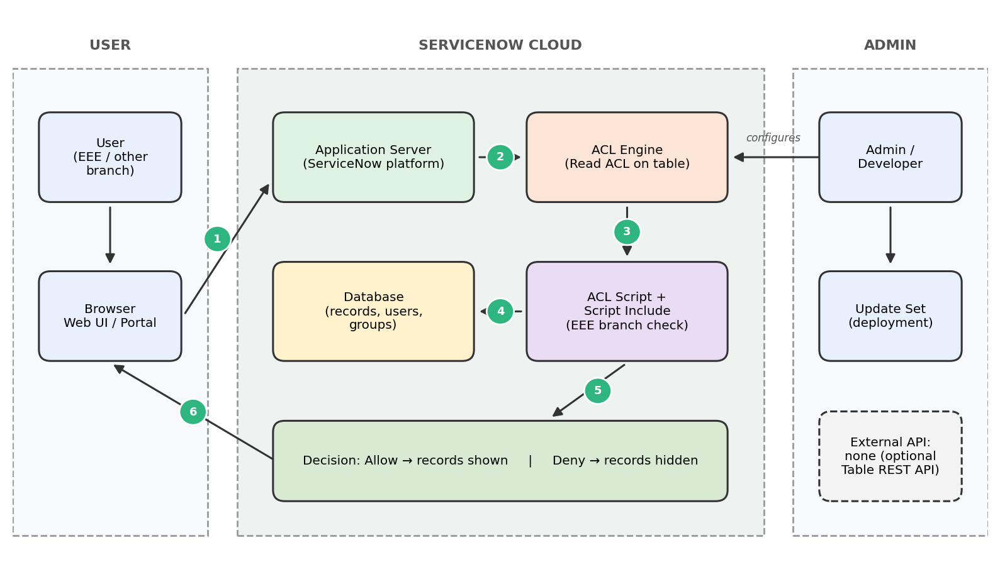 USER
SERVICENOW CLOUD
ADMIN
User
(EEE / other
branch)
Application Server
(ServiceNow platform)
2
ACL Engine
(Read ACL on table)
configures
Admin /
Developer
1
3
Browser
Web UI / Portal
Database
(records, users,
groups)
4
ACL Script +
Script Include
(EEE branch check)
Update Set
(deployment)
5
6
Decision: Allow → records shown | Deny → records hidden
External API:
none (optional
Table REST API)